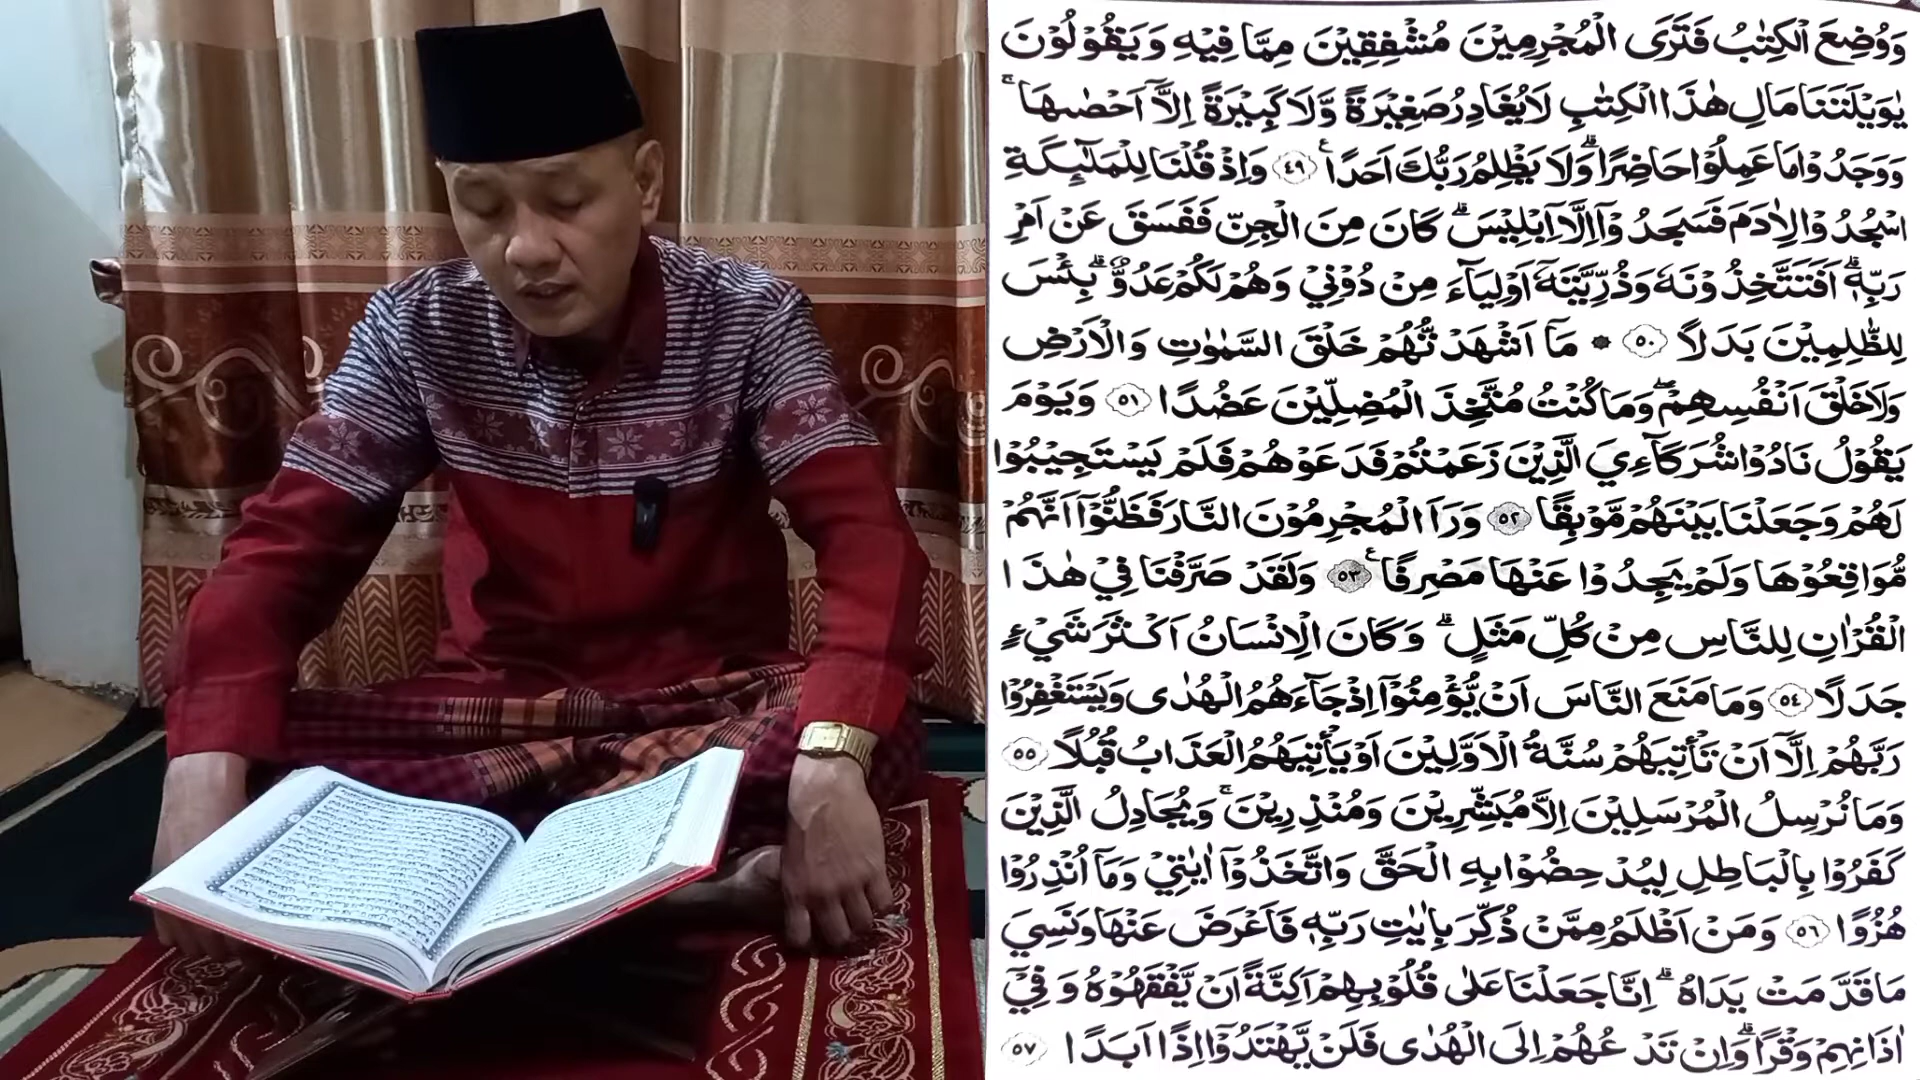 وَوُضِعَ الْكِتٰبُ فَتَرَى الْمُجْرِمِيْنَ مُشْفِقِيْنَ مِمَّا فِيْهِ وَيَقُوْلُوْنَ
يٰوَيْلَتَنَا مَالِ هٰذَا الْكِتٰبِ لَا يُغَادِرُ صَغِيْرَةً وَّلَا كَبِيْرَةً اِلَّآ اَحْصٰىهَاۚ
وَوَجَدُوْا مَا عَمِلُوْا حَاضِرًاۗ وَلَا يَظْلِمُ رَبُّكَ اَحَدًاࣖ ٤٩ وَاِذْ قُلْنَا لِلْمَلٰۤىِٕكَةِ
اسْجُدُوْا لِاٰدَمَ فَسَجَدُوْٓا اِلَّآ اِبْلِيْسَۗ كَانَ مِنَ الْجِنِّ فَفَسَقَ عَنْ اَمْرِ
رَبِّهٖۗ اَفَتَتَّخِذُوْنَهٗ وَذُرِّيَّتَهٗٓ اَوْلِيَاۤءَ مِنْ دُوْنِيْ وَهُمْ لَكُمْ عَدُوٌّۗ بِئْسَ
لِلظّٰلِمِيْنَ بَدَلًا ٥٠ ۞ مَآ اَشْهَدْتُّهُمْ خَلْقَ السَّمٰوٰتِ وَالْاَرْضِ
وَلَا خَلْقَ اَنْفُسِهِمْۖ وَمَا كُنْتُ مُتَّخِذَ الْمُضِلِّيْنَ عَضُدًا ٥١ وَيَوْمَ
يَقُوْلُ نَادُوْا شُرَكَاۤءِيَ الَّذِيْنَ زَعَمْتُمْ فَدَعَوْهُمْ فَلَمْ يَسْتَجِيْبُوْا
لَهُمْ وَجَعَلْنَا بَيْنَهُمْ مَّوْبِقًا ٥٢ وَرَاَ الْمُجْرِمُوْنَ النَّارَ فَظَنُّوْٓا اَنَّهُمْ
مُّوَاقِعُوْهَا وَلَمْ يَجِدُوْا عَنْهَا مَصْرِفًاࣖ ٥٣ وَلَقَدْ صَرَّفْنَا فِيْ هٰذَا
الْقُرْاٰنِ لِلنَّاسِ مِنْ كُلِّ مَثَلٍۗ وَكَانَ الْاِنْسَانُ اَكْثَرَ شَيْءٍ
جَدَلًا ٥٤ وَمَا مَنَعَ النَّاسَ اَنْ يُّؤْمِنُوْٓا اِذْ جَاۤءَهُمُ الْهُدٰى وَيَسْتَغْفِرُوْا
رَبَّهُمْ اِلَّآ اَنْ تَأْتِيَهُمْ سُنَّةُ الْاَوَّلِيْنَ اَوْ يَأْتِيَهُمُ الْعَذَابُ قُبُلًا ٥٥
وَمَا نُرْسِلُ الْمُرْسَلِيْنَ اِلَّا مُبَشِّرِيْنَ وَمُنْذِرِيْنَۚ وَيُجَادِلُ الَّذِيْنَ
كَفَرُوْا بِالْبَاطِلِ لِيُدْحِضُوْا بِهِ الْحَقَّ وَاتَّخَذُوْٓا اٰيٰتِيْ وَمَآ اُنْذِرُوْا
هُزُوًا ٥٦ وَمَنْ اَظْلَمُ مِمَّنْ ذُكِّرَ بِاٰيٰتِ رَبِّهٖ فَاَعْرَضَ عَنْهَا وَنَسِيَ
مَا قَدَّمَتْ يَدَاهُۗ اِنَّا جَعَلْنَا عَلٰى قُلُوْبِهِمْ اَكِنَّةً اَنْ يَّفْقَهُوْهُ وَفِيْٓ
اٰذَانِهِمْ وَقْرًاۗ وَاِنْ تَدْعُهُمْ اِلَى الْهُدٰى فَلَنْ يَّهْتَدُوْٓا اِذًا اَبَدًا ٥٧